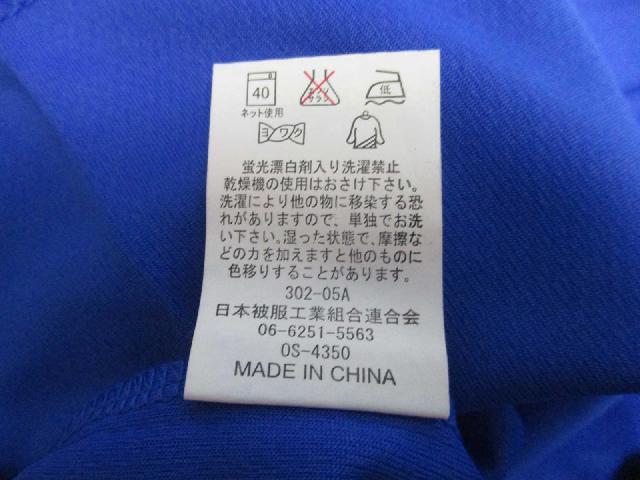 40
エンソ
サラシ
低
ネット使用
ヨワク
蛍光漂白剤入り洗濯禁止
乾燥機の使用はおさけ下さい。
洗濯により他の物に移染する恐
れがありますので、単独でお洗
い下さい。湿った状態で、摩擦な
どの力を加えますと他のものに
色移りすることがあります。
302-05A
日本被服工業組合連合会
06-6251-5563
OS-4350
MADE IN CHINA